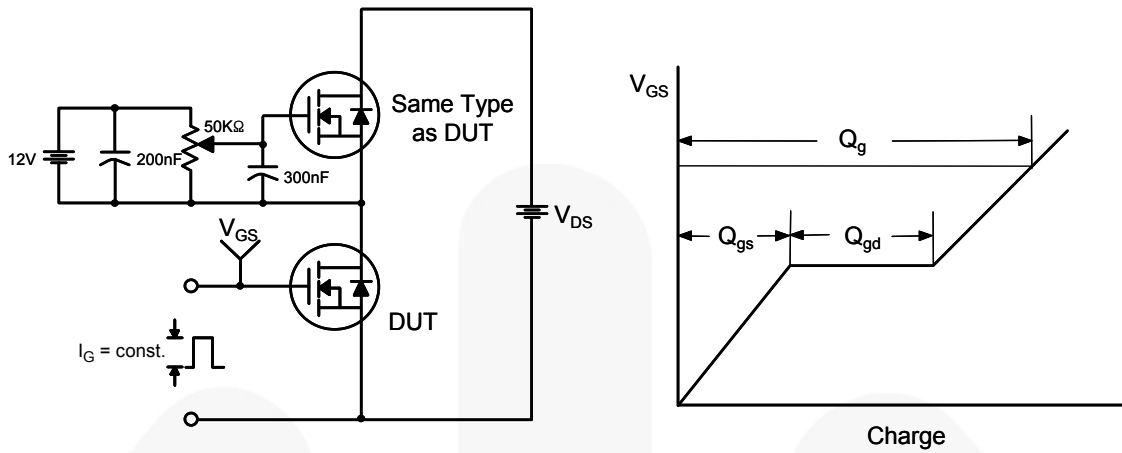 12V
200nF
50KΩ
300nF
Same Type
as DUT
V_DS
V_GS
DUT
I_G = const.
V_GS
Q_g
Q_gs
Q_gd
Charge